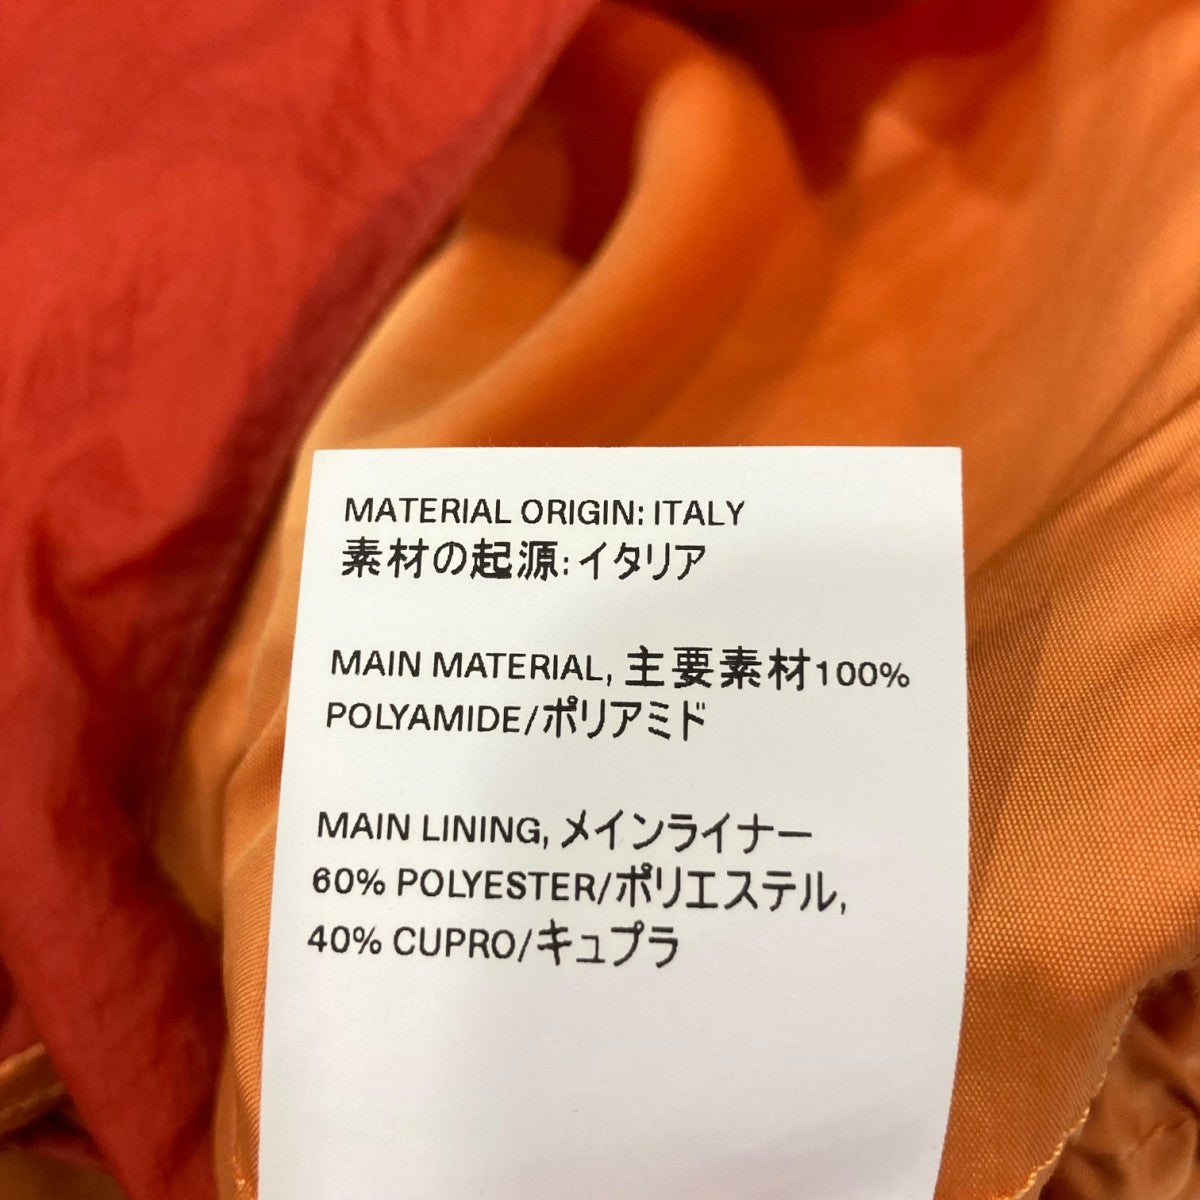 MATERIAL ORIGIN: ITALY
素材の起源: イタリア
MAIN MATERIAL, 主要素材100%
POLYAMIDE/ポリアミド
MAIN LINING, メインライナー
60% POLYESTER/ポリエステル,
40% CUPRO/キュプラ